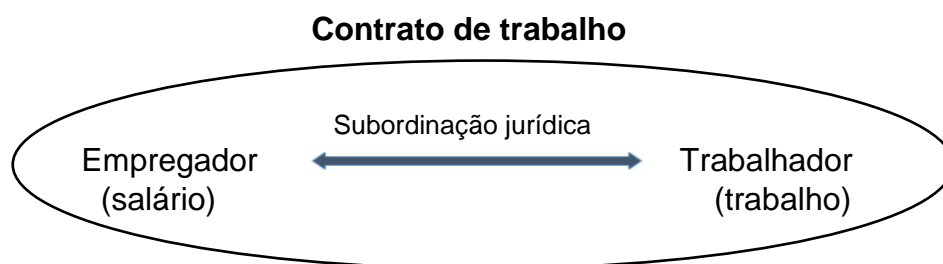 Contrato de trabalho
Subordinação jurídica
Empregador
Trabalhador
(salário)
(trabalho)